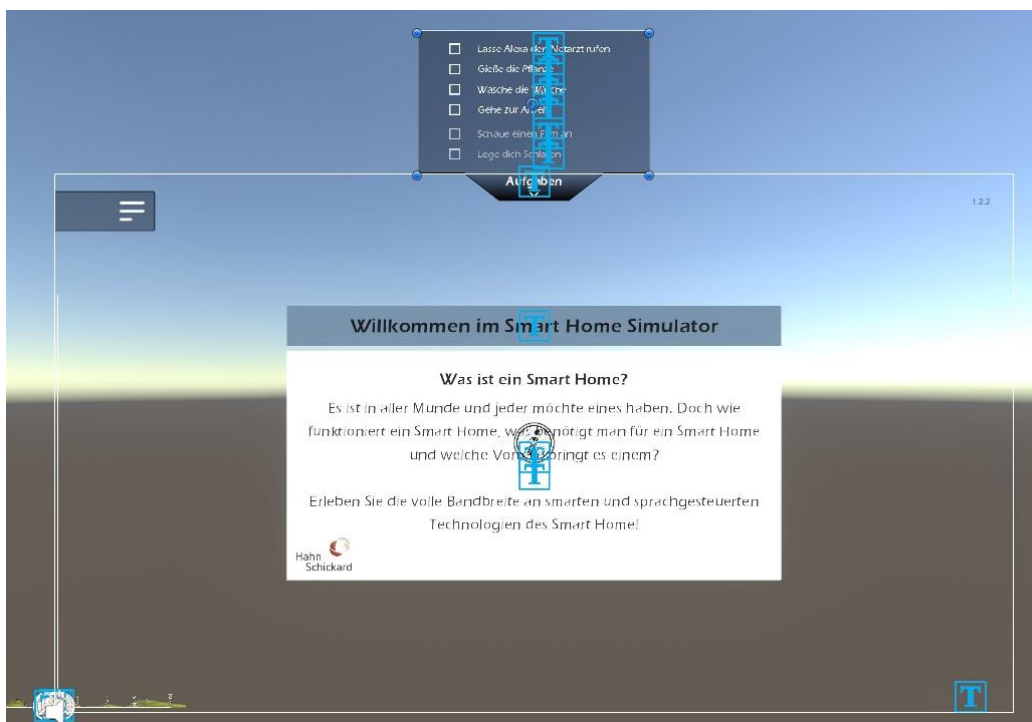 Lasse Alexa den Notarzt rufen
Gieße die Pflanze
Wasche die Wäsche
Gehe zur Arbeit
Schaue einen Film an
Lege dich Schlafen
Aufgaben
1.2.2
Willkommen im Smart Home Simulator
Was ist ein Smart Home?
Es ist in aller Munde und jeder möchte eines haben. Doch wie
funktioniert ein Smart Home, was benötigt man für ein Smart Home
und welche Vorteile bringt es einem?
Erleben Sie die volle Bandbreite an smarten und sprachgesteuerten
Technologien des Smart Home!
Hahn
Schickard